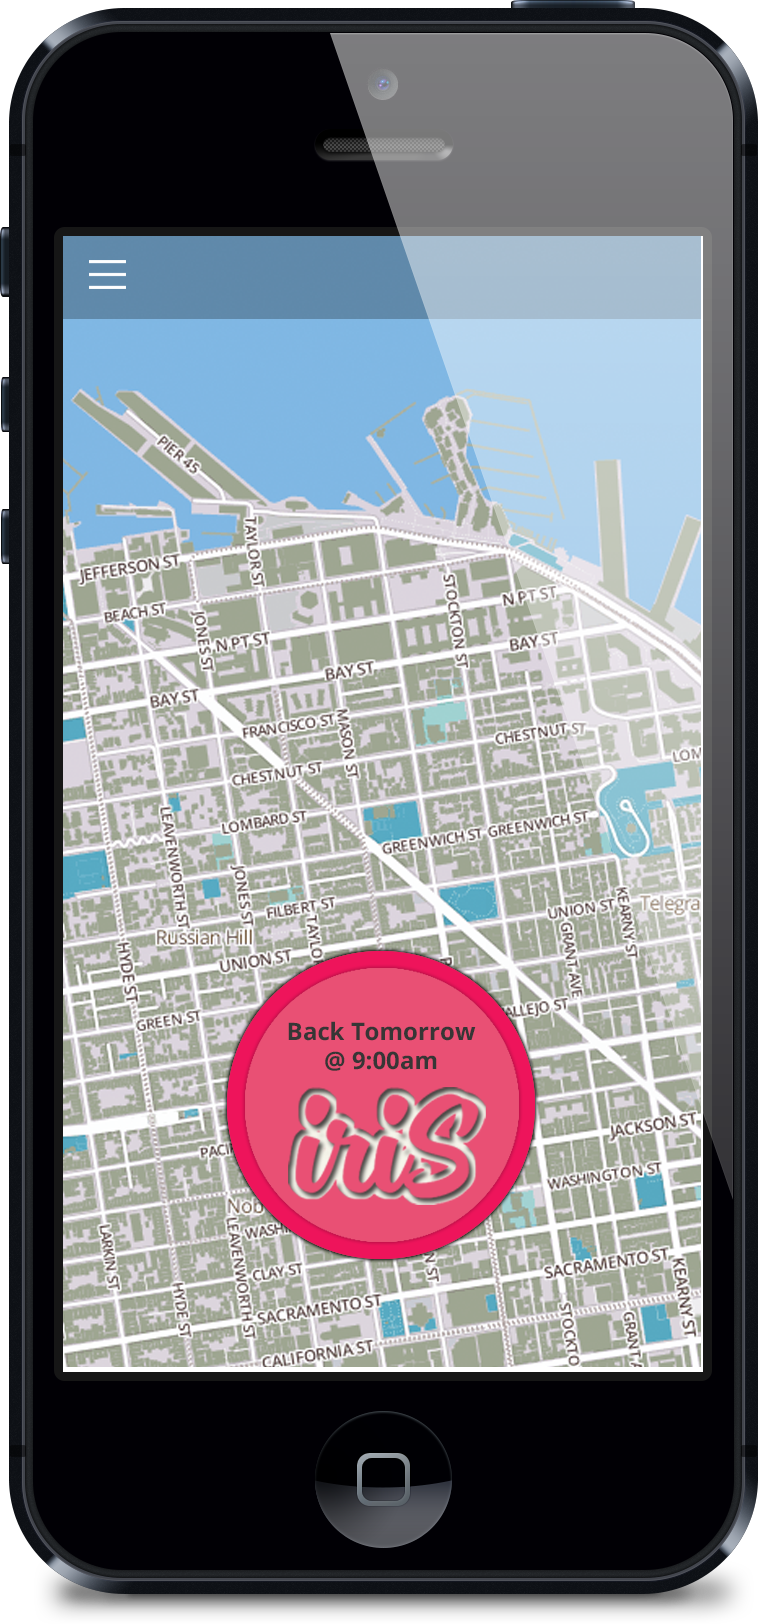 PIER 45
TAYLOR ST
JEFFERSON ST
STOCKTON ST
N PT ST
BEACH ST
JONES ST
N PT ST
BAY ST
BAY ST
BAY ST
MASON ST
FRANCISCO ST
CHESTNUT ST
CHESTNUT ST
LOM
LEAVENWORTH ST
LOMBARD ST
GREENWICH ST
GREENWICH ST
JONES ST
FILBERT ST
UNION ST
KEARNY ST
Telegra
TAYLOR
GRANT AVE
Russian Hill
HYDE ST
UNION ST
GREEN ST
ALLEJO ST
Back Tomorrow
@ 9:00am
iris
JACKSON ST
PACIF
WASHINGTON ST
Nob
LEAVENWORTH ST
WASHI
LARKIN ST
N ST
CLAY ST
SACRAMENTO ST
KEARNY ST
HYDE ST
SACRAMENTO ST
STOCKTO
GRANT A
CALIFORNIA ST